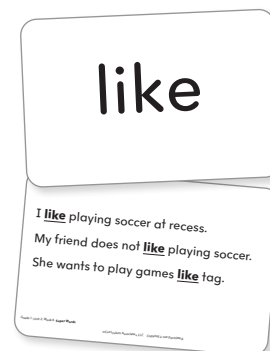 like
I like playing soccer at recess.
My friend does not like playing soccer.
She wants to play games like tag.